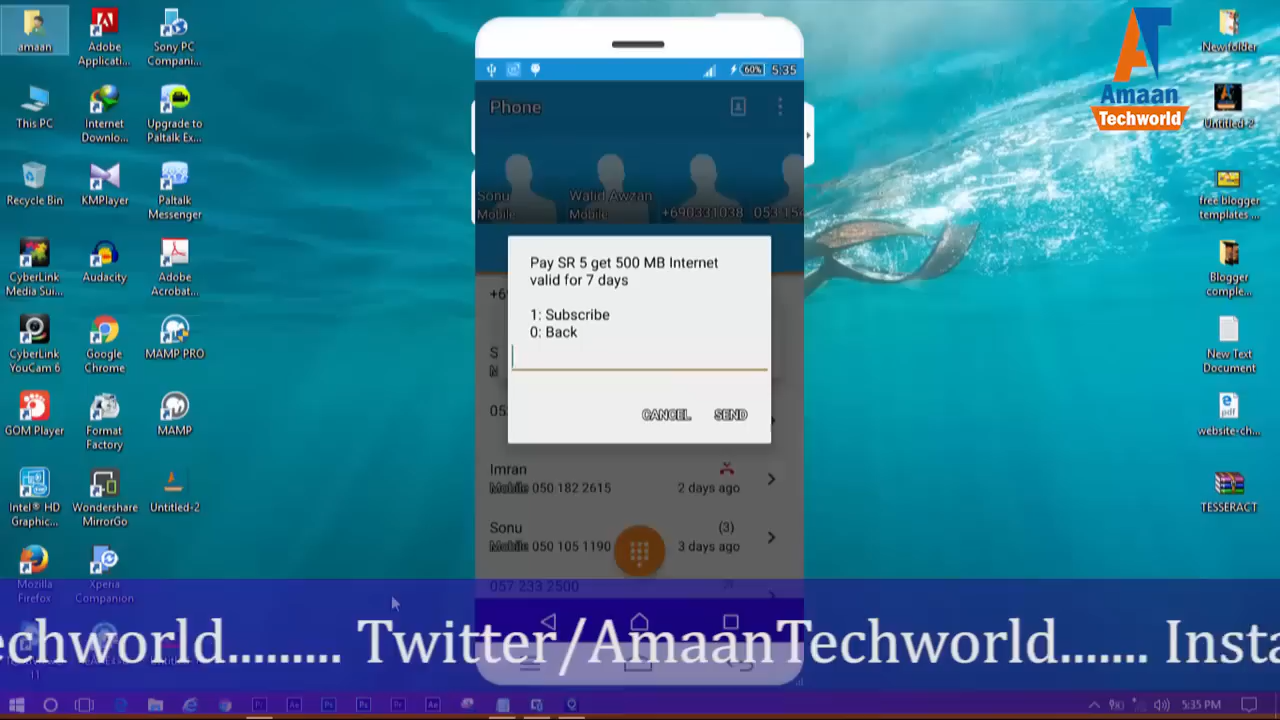 amaan
Adobe
Applicati...
Sony PC
Compani...
This PC
Internet
Downlo...
Upgrade to
Paltalk Ex...
Recycle Bin
KMPlayer
Paltalk
Messenger
CyberLink
Media Sui...
Audacity
Adobe
Acrobat...
CyberLink
YouCam 6
Google
Chrome
MAMP PRO
GOM Player
Format
Factory
MAMP
Intel® HD
Graphic...
Wondershare
MirrorGo
Untitled-2
Mozilla
Firefox
Xperia
Companion
60%
5:35
Phone
Sonu
Mobile
Walid Awzan
Mobile
+690331038
053 154
Pay SR 5 get 500 MB Internet
valid for 7 days
1: Subscribe
0: Back
CANCEL
SEND
Imran
Mobile 050 182 2615
2 days ago
Sonu
(3)
Mobile 050 105 1190
3 days ago
057 233 2500
AT
Amaan
Techworld
New folder
Untitled-2
free blogger
templates ...
Blogger
comple...
New Text
Document
pdf
website-ch...
TESSERACT
echworld......... Twitter/AmaanTechworld....... Insta
11
5:35 PM